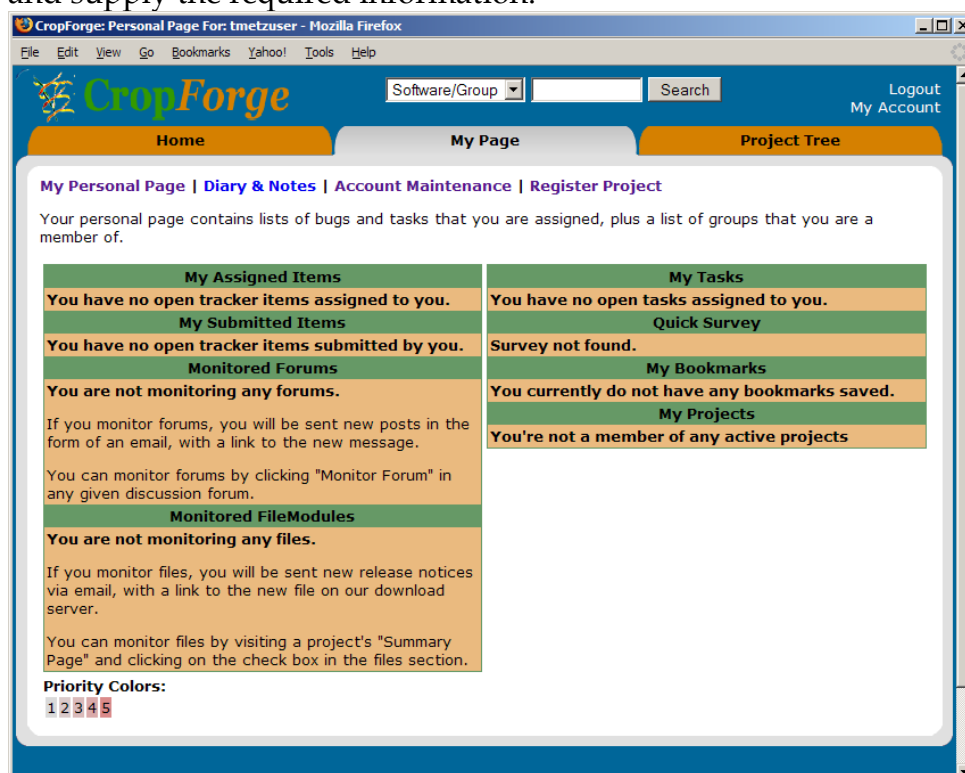 and supply the required information.
CropForge: Personal Page For: tmetzuser - Mozilla Firefox
File Edit View Go Bookmarks Yahoo! Tools Help
CropForge
Software/Group Search
Logout
My Account
Home My Page Project Tree
My Personal Page | Diary & Notes | Account Maintenance | Register Project
Your personal page contains lists of bugs and tasks that you are assigned, plus a list of groups that you are a
member of.
My Assigned Items
You have no open tracker items assigned to you.
My Submitted Items
You have no open tracker items submitted by you.
Monitored Forums
You are not monitoring any forums.
If you monitor forums, you will be sent new posts in the
form of an email, with a link to the new message.
You can monitor forums by clicking "Monitor Forum" in
any given discussion forum.
Monitored FileModules
You are not monitoring any files.
If you monitor files, you will be sent new release notices
via email, with a link to the new file on our download
server.
You can monitor files by visiting a project's "Summary
Page" and clicking on the check box in the files section.
My Tasks
You have no open tasks assigned to you.
Quick Survey
Survey not found.
My Bookmarks
You currently do not have any bookmarks saved.
My Projects
You're not a member of any active projects
Priority Colors:
1 2 3 4 5